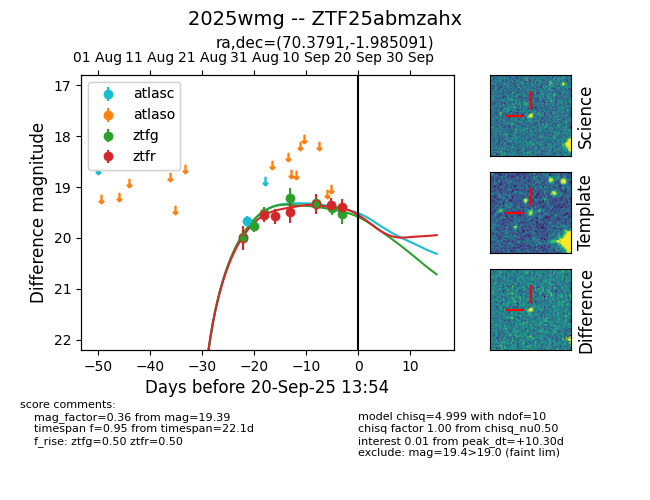 2025wmg -- ZTF25abmzahx
ra,dec=(70.3791,-1.985091)
01 Aug 11 Aug 21 Aug 31 Aug 10 Sep 20 Sep 30 Sep
17
18
19
20
21
22
Difference magnitude
atlasc
atlaso
ztfg
ztfr
−50 −40 −30 −20 −10 0 10
Days before 20-Sep-25 13:54
Science
Template
Difference
score comments:
mag_factor=0.36 from mag=19.39
timespan f=0.95 from timespan=22.1d
f_rise: ztfg=0.50 ztfr=0.50
model chisq=4.999 with ndof=10
chisq factor 1.00 from chisq_nu0.50
interest 0.01 from peak_dt=+10.30d
exclude: mag=19.4>19.0 (faint lim)